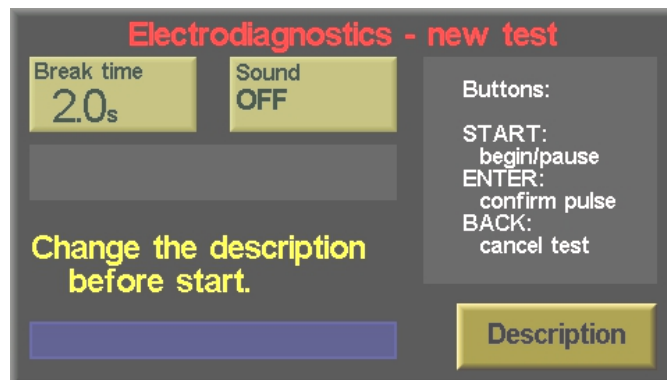 Electrodiagnostics - new test
Break time
2.0s
Sound
OFF
Change the description
before start.
Buttons:
START:
begin/pause
ENTER:
confirm pulse
BACK:
cancel test
Description